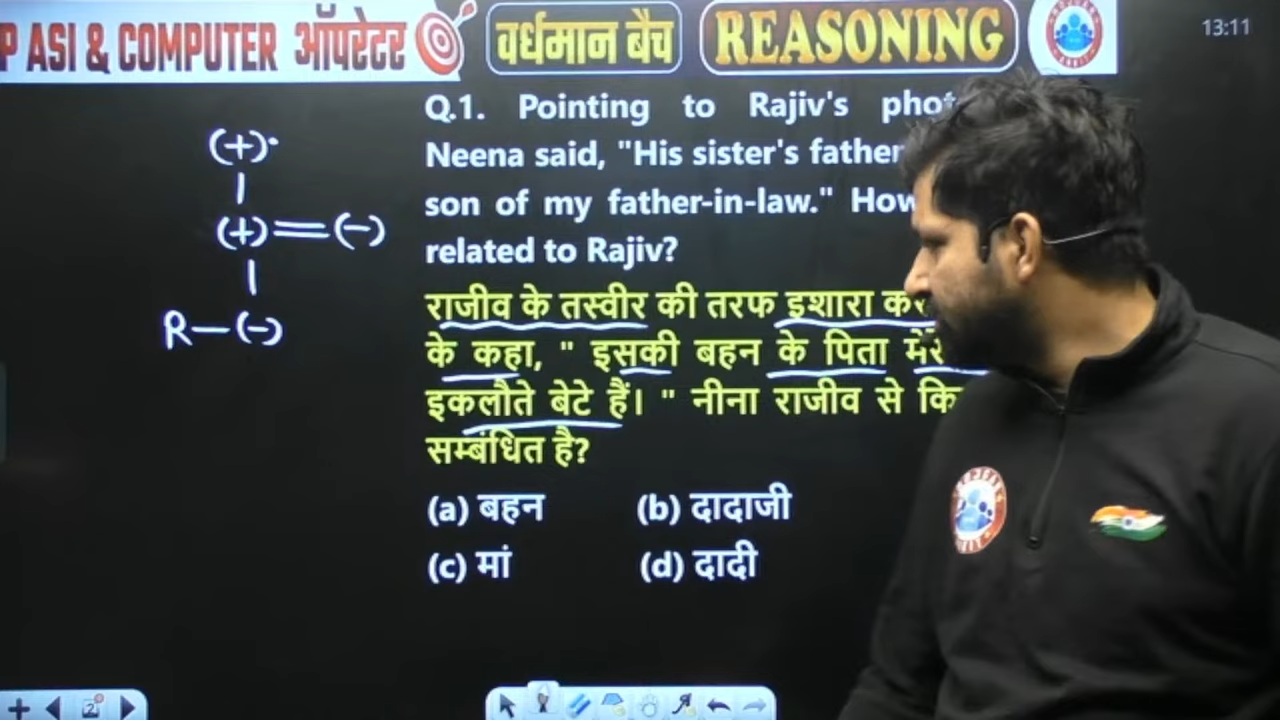 P ASI & COMPUTER ऑपरेटर
वर्धमान बैच
REASONING
13:11
Q.1. Pointing to Rajiv's
Neena said, "His sister's father
son of my father-in-law." How
related to Rajiv?
राजीव के तस्वीर की तरफ इशारा
के कहा, " इसकी बहन के पिता मेरे
इकलौते बेटे हैं। " नीना राजीव से
सम्बंधित है?
(a) बहन (b) दादाजी
(c) मां (d) दादी
(+)
(+) = (-)
R - (-)
2